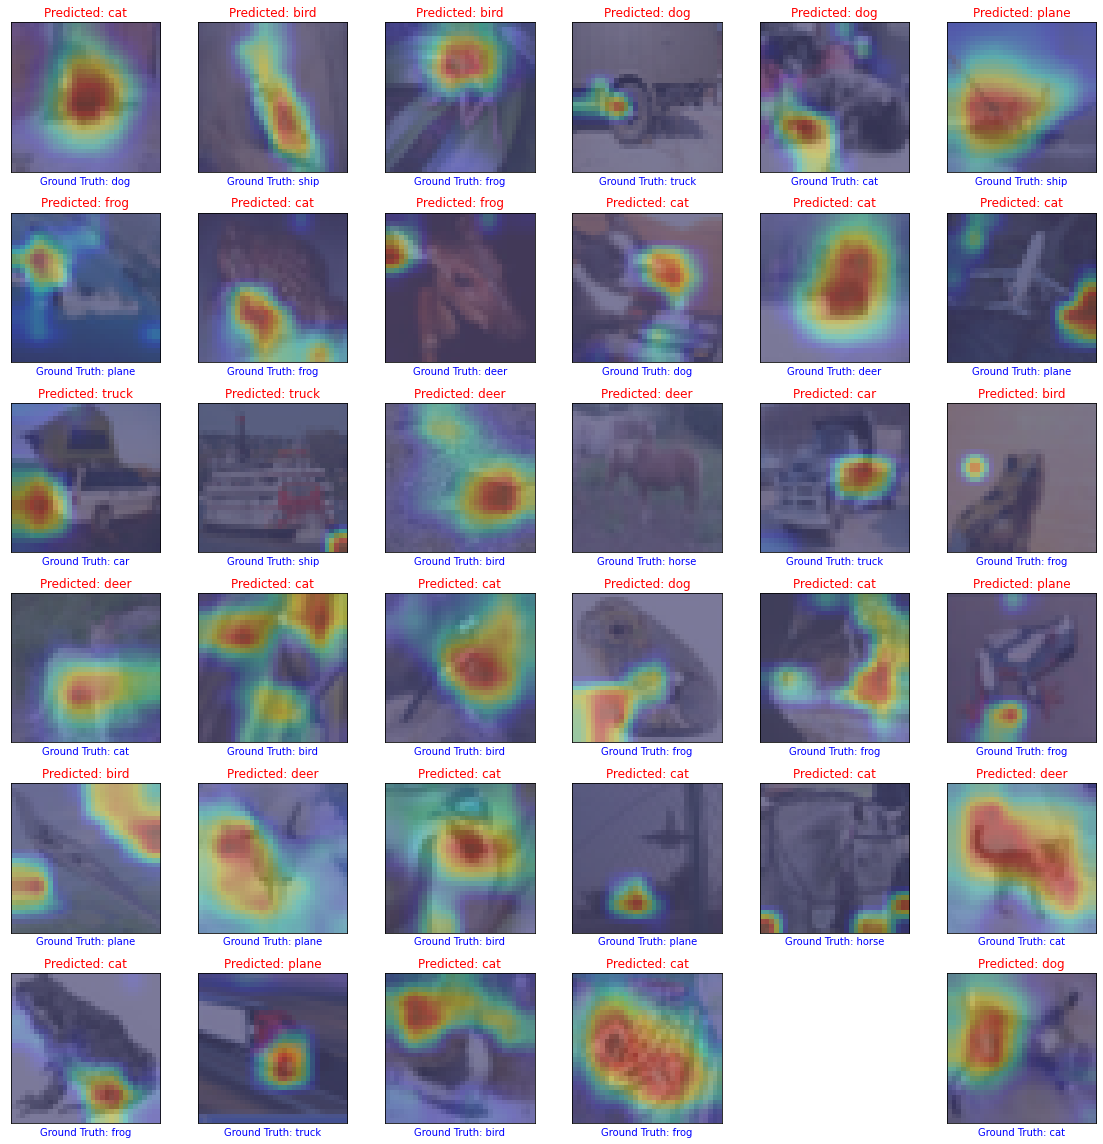 Predicted: cat
Predicted: bird
Predicted: bird
Predicted: dog
Predicted: dog
Predicted: plane
Ground Truth: dog
Ground Truth: ship
Ground Truth: frog
Ground Truth: truck
Ground Truth: cat
Ground Truth: ship
Predicted: frog
Predicted: cat
Predicted: frog
Predicted: cat
Predicted: cat
Predicted: cat
Ground Truth: plane
Ground Truth: frog
Ground Truth: deer
Ground Truth: dog
Ground Truth: deer
Ground Truth: plane
Predicted: truck
Predicted: truck
Predicted: deer
Predicted: deer
Predicted: car
Predicted: bird
Ground Truth: car
Ground Truth: ship
Ground Truth: bird
Ground Truth: horse
Ground Truth: truck
Ground Truth: frog
Predicted: deer
Predicted: cat
Predicted: cat
Predicted: dog
Predicted: cat
Predicted: plane
Ground Truth: cat
Ground Truth: bird
Ground Truth: bird
Ground Truth: frog
Ground Truth: frog
Ground Truth: frog
Predicted: bird
Predicted: deer
Predicted: cat
Predicted: cat
Predicted: cat
Predicted: deer
Ground Truth: plane
Ground Truth: plane
Ground Truth: bird
Ground Truth: plane
Ground Truth: horse
Ground Truth: cat
Predicted: cat
Predicted: plane
Predicted: cat
Predicted: cat
Predicted: dog
Ground Truth: frog
Ground Truth: truck
Ground Truth: bird
Ground Truth: frog
Ground Truth: cat